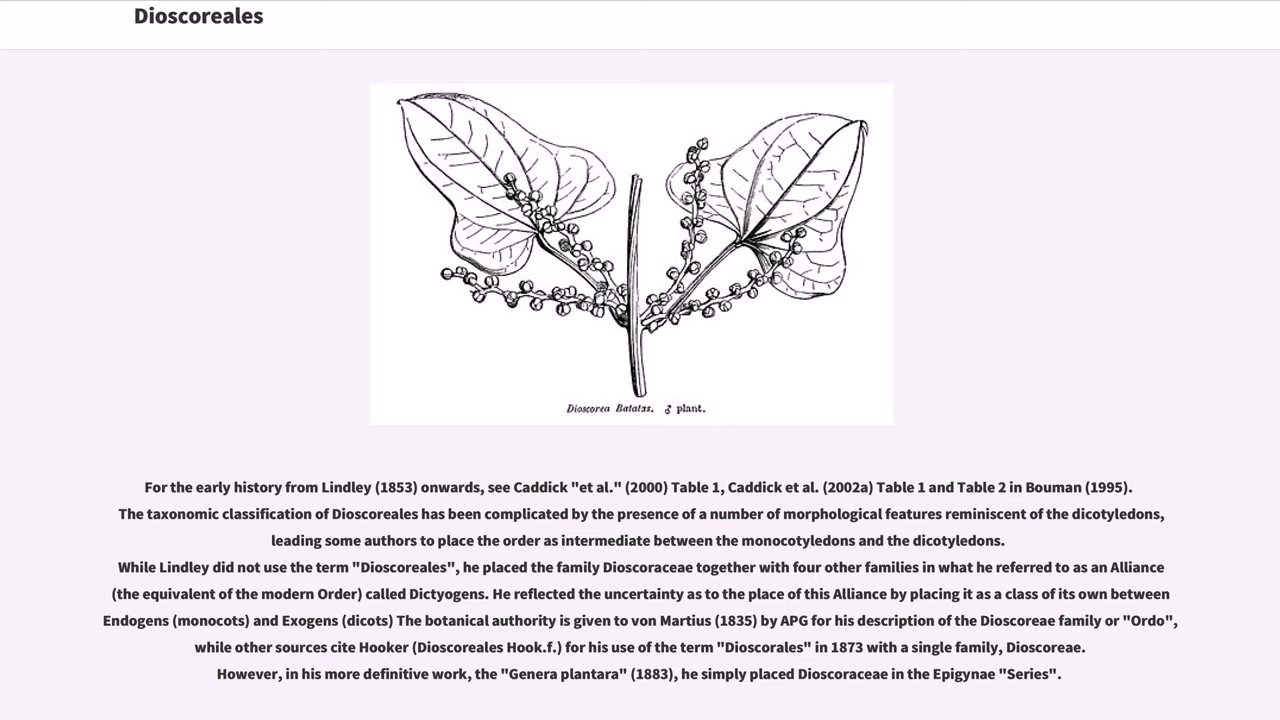 Dioscoreales
Dioscorea Batatas. ♂ plant.
For the early history from Lindley (1853) onwards, see Caddick "et al." (2000) Table 1, Caddick et al. (2002a) Table 1 and Table 2 in Bouman (1995).
The taxonomic classification of Dioscoreales has been complicated by the presence of a number of morphological features reminiscent of the dicotyledons,
leading some authors to place the order as intermediate between the monocotyledons and the dicotyledons.
While Lindley did not use the term "Dioscoreales", he placed the family Dioscoraceae together with four other families in what he referred to as an Alliance
(the equivalent of the modern Order) called Dictyogens. He reflected the uncertainty as to the place of this Alliance by placing it as a class of its own between
Endogens (monocots) and Exogens (dicots) The botanical authority is given to von Martius (1835) by APG for his description of the Dioscoreae family or "Ordo",
while other sources cite Hooker (Dioscoreales Hook.f.) for his use of the term "Dioscorales" in 1873 with a single family, Dioscoreae.
However, in his more definitive work, the "Genera plantara" (1883), he simply placed Dioscoraceae in the Epigynae "Series".